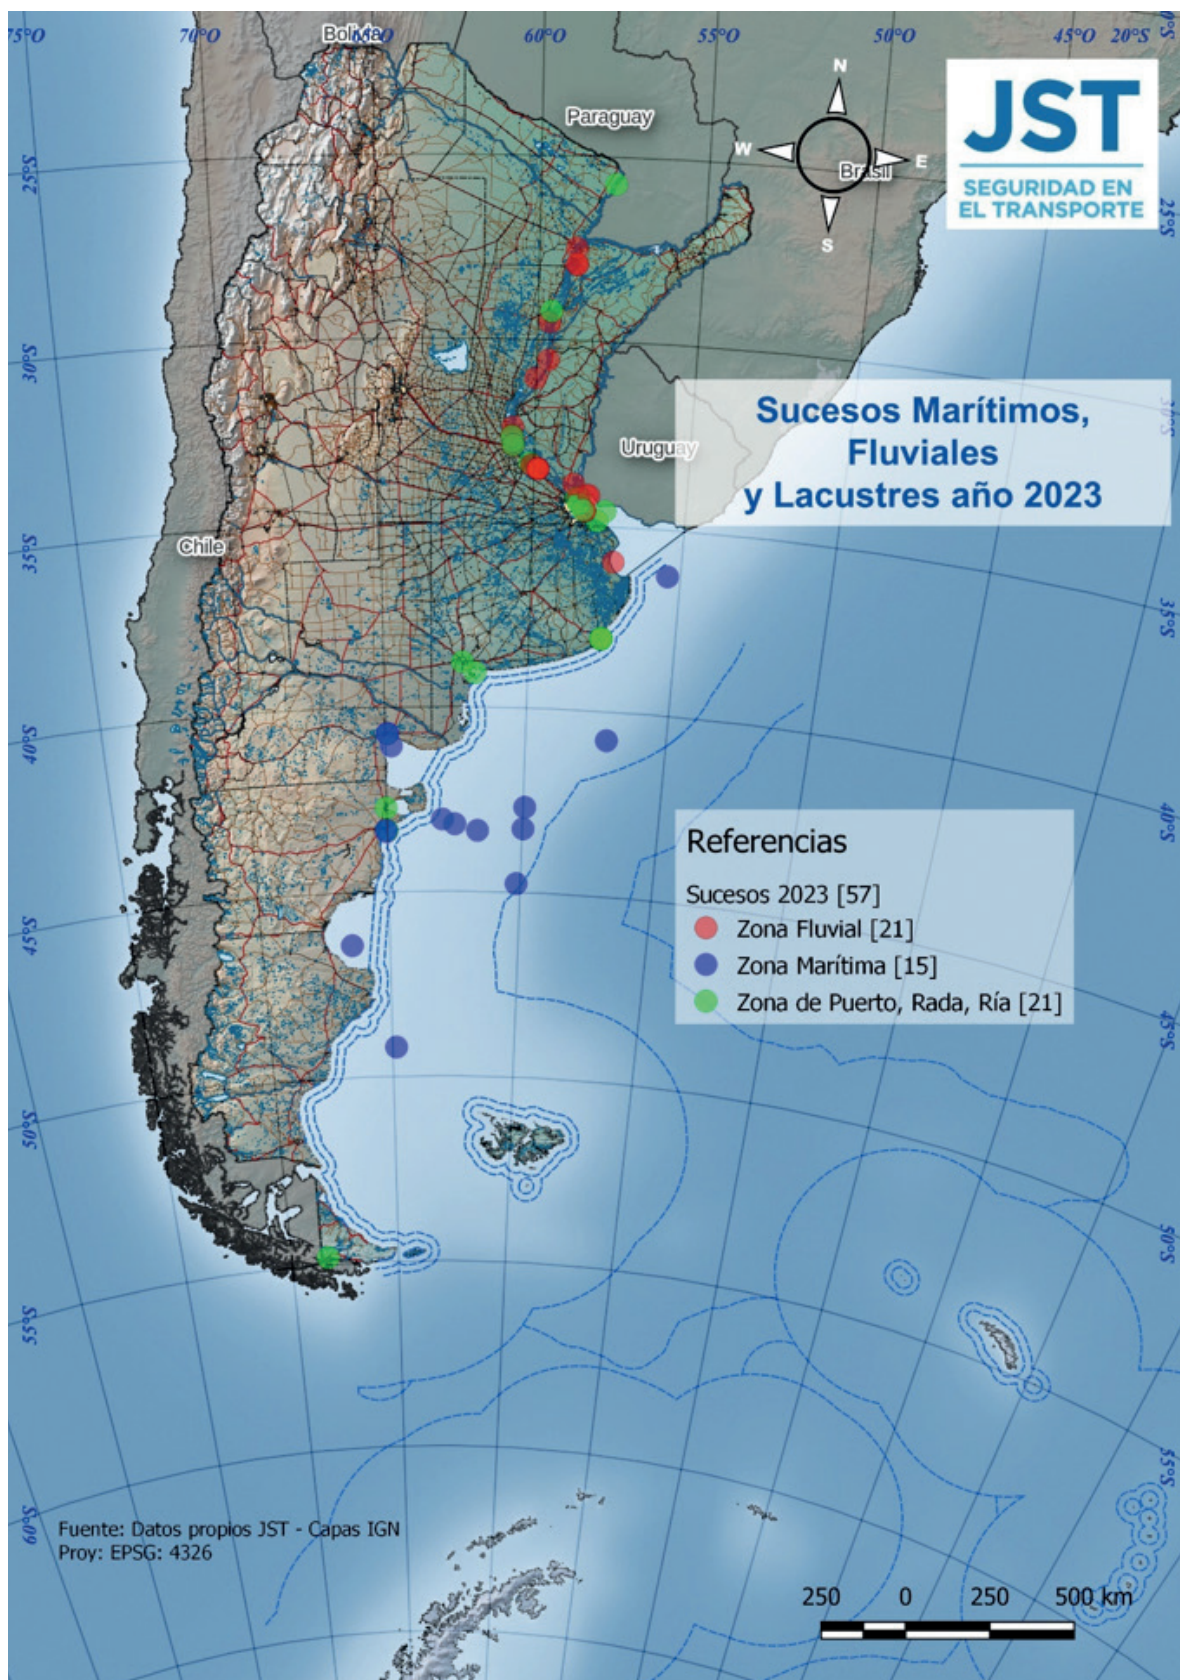 75°O
70°O
Bolivia
65°O
60°O
55°O
50°O
45°O
20°S
N
W
E
S
Paraguay
Brasil
JST
SEGURIDAD EN
EL TRANSPORTE
25°S
25°S
30°S
30°S
Sucesos Marítimos,
Fluviales
y Lacustres año 2023
Uruguay
Chile
35°S
35°S
40°S
40°S
Referencias
Sucesos 2023 [57]
Zona Fluvial [21]
Zona Marítima [15]
Zona de Puerto, Rada, Ría [21]
45°S
45°S
50°S
50°S
55°S
55°S
60°S
Fuente: Datos propios JST - Capas IGN
Proy: EPSG: 4326
250 0 250 500 km